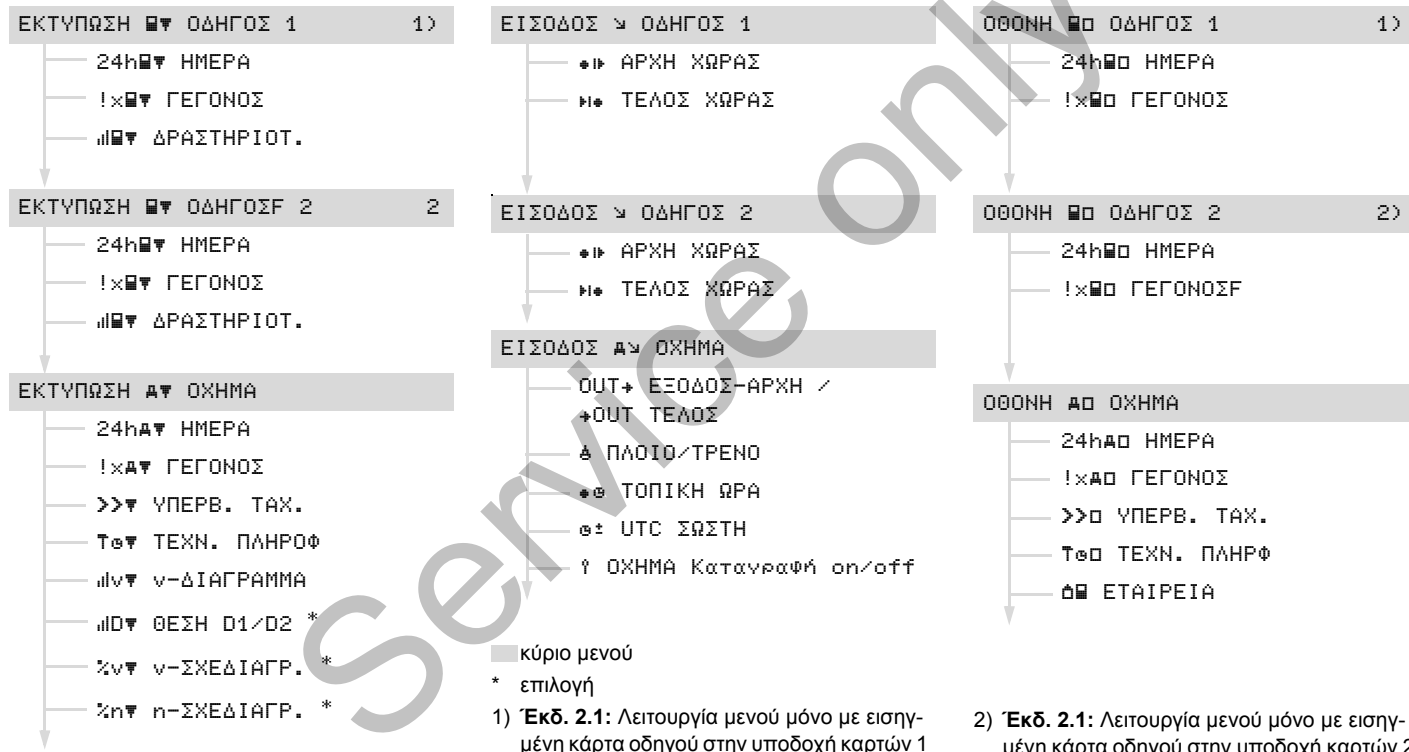 ΕΚΤΥΠΩΣΗ ΟΔΗΓΟΣ 1 1)
24h ΗΜΕΡΑ
!x ΓΕΓΟΝΟΣ
ΔΡΑΣΤΗΡΙΟΤ.
ΕΚΤΥΠΩΣΗ ΟΔΗΓΟΣF 2 2
24h ΗΜΕΡΑ
!x ΓΕΓΟΝΟΣ
ΔΡΑΣΤΗΡΙΟΤ.
ΕΚΤΥΠΩΣΗ ΟΧΗΜΑ
24h ΗΜΕΡΑ
!x ΓΕΓΟΝΟΣ
>> ΥΠΕΡΒ. ΤΑΧ.
ΤΕΧΝ. ΠΛΗΡΟΦ
v v-ΔΙΑΓΡΑΜΜΑ
D ΘΕΣΗ D1/D2 *
%v v-ΣΧΕΔΙΑΓΡ. *
%n n-ΣΧΕΔΙΑΓΡ. *
ΕΙΣΟΔΟΣ ΟΔΗΓΟΣ 1
ΑΡΧΗ ΧΩΡΑΣ
ΤΕΛΟΣ ΧΩΡΑΣ
ΕΙΣΟΔΟΣ ΟΔΗΓΟΣ 2
ΑΡΧΗ ΧΩΡΑΣ
ΤΕΛΟΣ ΧΩΡΑΣ
ΕΙΣΟΔΟΣ ΟΧΗΜΑ
OUT ΕΞΟΔΟΣ-ΑΡΧΗ /
OUT ΤΕΛΟΣ
ΠΛΟΙΟ/ΤΡΕΝΟ
ΤΟΠΙΚΗ ΩΡΑ
UTC ΣΩΣΤΗ
ΟΧΗΜΑ Καταγραφή on/off
κύριο μενού
* επιλογή
1) Έκδ. 2.1: Λειτουργία μενού μόνο με εισηγ-
μένη κάρτα οδηγού στην υποδοχή καρτών 1
ΟΘΟΝΗ ΟΔΗΓΟΣ 1 1)
24h ΗΜΕΡΑ
!x ΓΕΓΟΝΟΣ
ΟΘΟΝΗ ΟΔΗΓΟΣ 2 2)
24h ΗΜΕΡΑ
!x ΓΕΓΟΝΟΣF
ΟΘΟΝΗ ΟΧΗΜΑ
24h ΗΜΕΡΑ
!x ΓΕΓΟΝΟΣ
>> ΥΠΕΡΒ. ΤΑΧ.
ΤΕΧΝ. ΠΛΗΡΦ
ΕΤΑΙΡΕΙΑ
2) Έκδ. 2.1: Λειτουργία μενού μόνο με εισηγ-
μένη κάρτα οδηγού στην υποδοχή καρτών 2
Service only